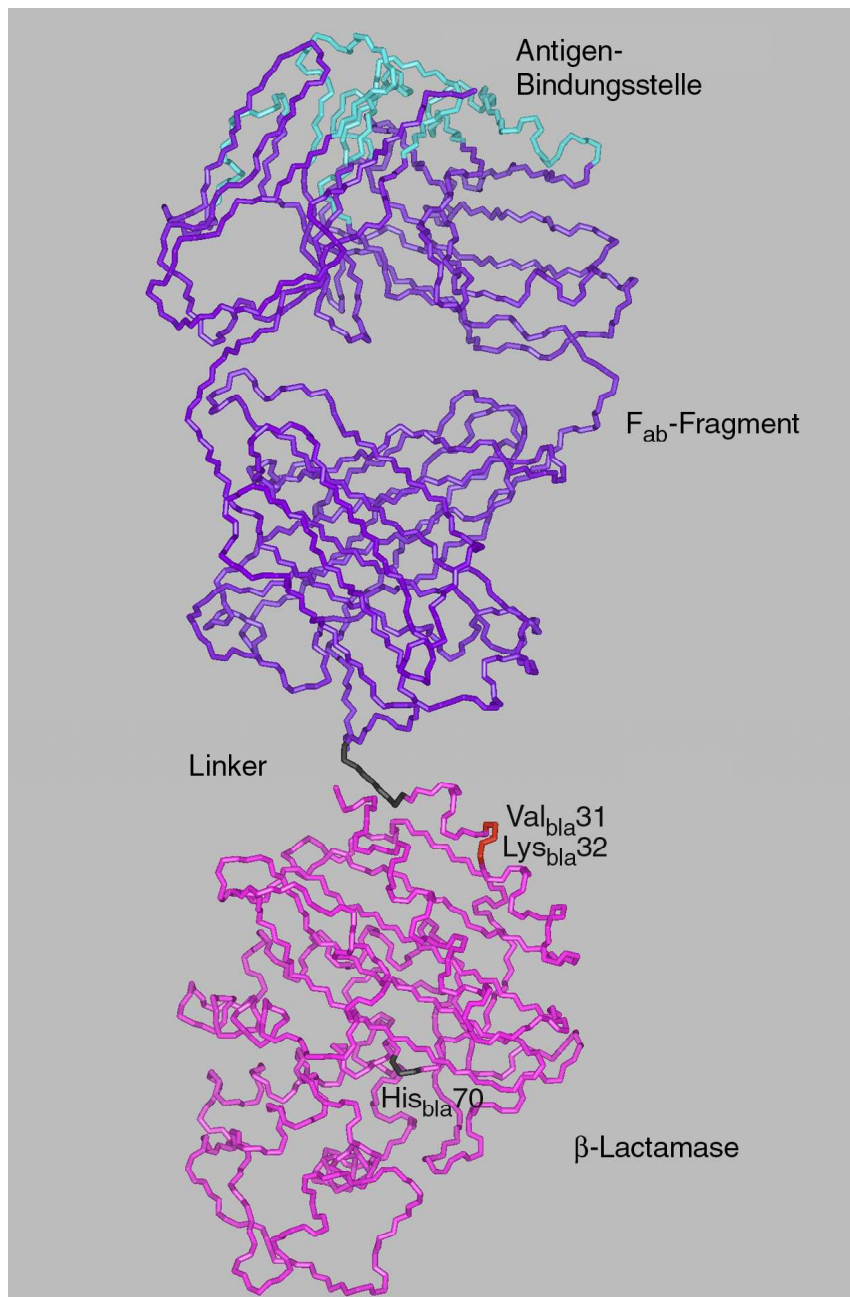 Antigen-
Bindungsstelle
Fab-Fragment
Linker
Valbla31
Lysbla32
Hisbla70
β-Lactamase